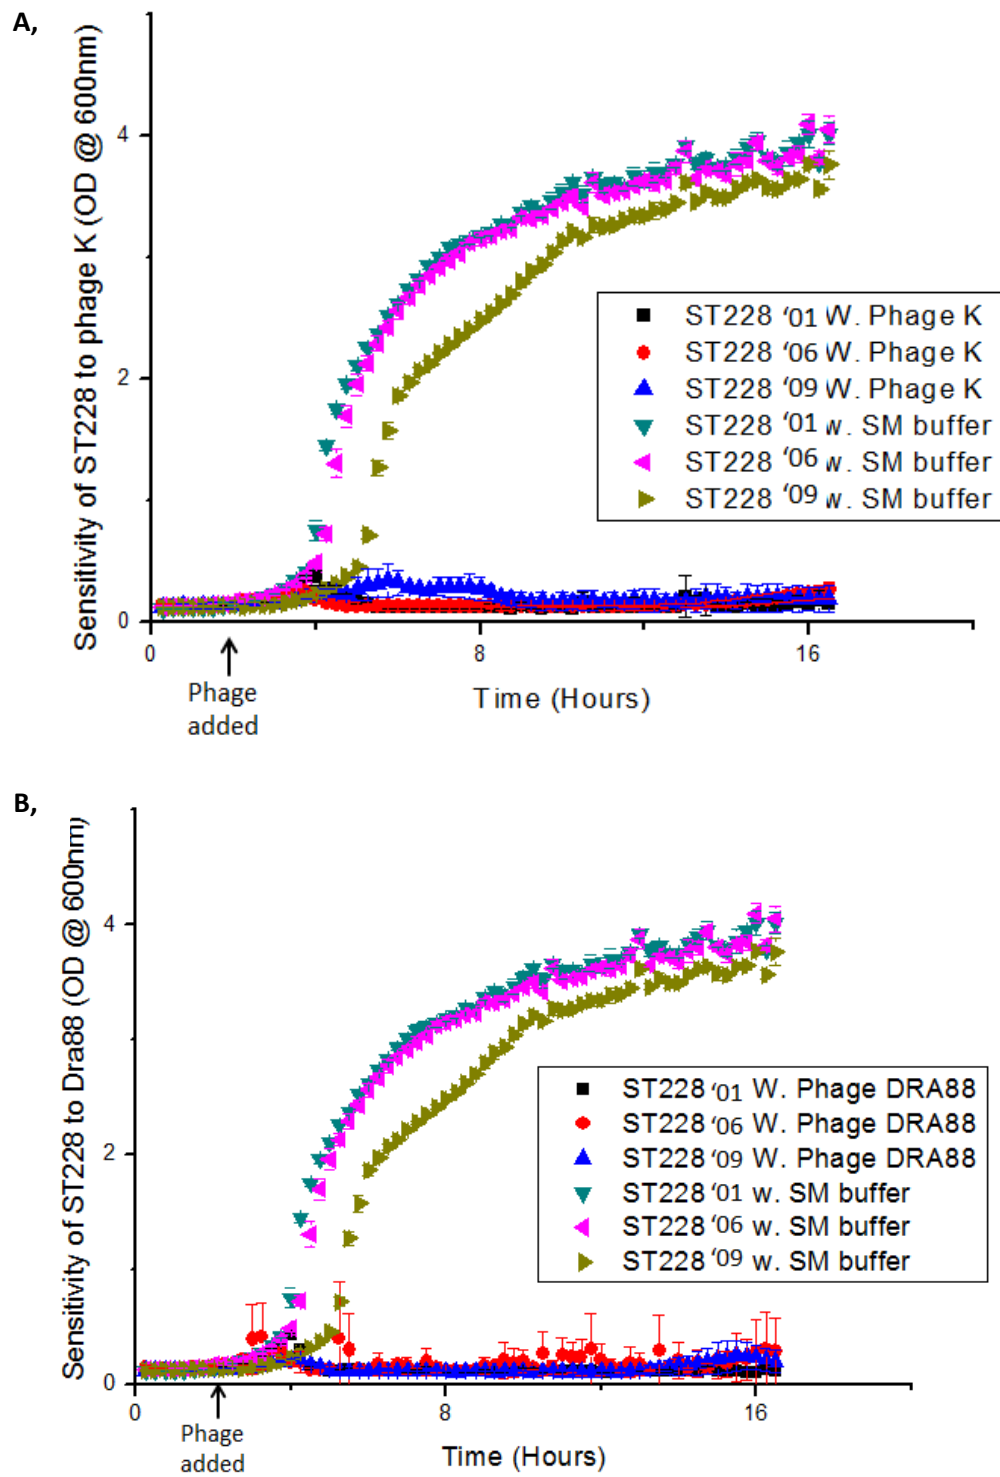 A,
Sensitivity of ST228 to phage K (OD @ 600nm)
4
2
0
ST228 '01 W. Phage K
ST228 '06 W. Phage K
ST228 '09 W. Phage K
ST228 '01 w. SM buffer
ST228 '06 w. SM buffer
ST228 '09 w. SM buffer
0
8
16
Phage
added
Time (Hours)
B,
Sensitivity of ST228 to Dra88 (OD @ 600nm)
4
2
0
ST228 '01 W. Phage DRA88
ST228 '06 W. Phage DRA88
ST228 '09 W. Phage DRA88
ST228 '01 w. SM buffer
ST228 '06 w. SM buffer
ST228 '09 w. SM buffer
0
8
16
Phage
added
Time (Hours)